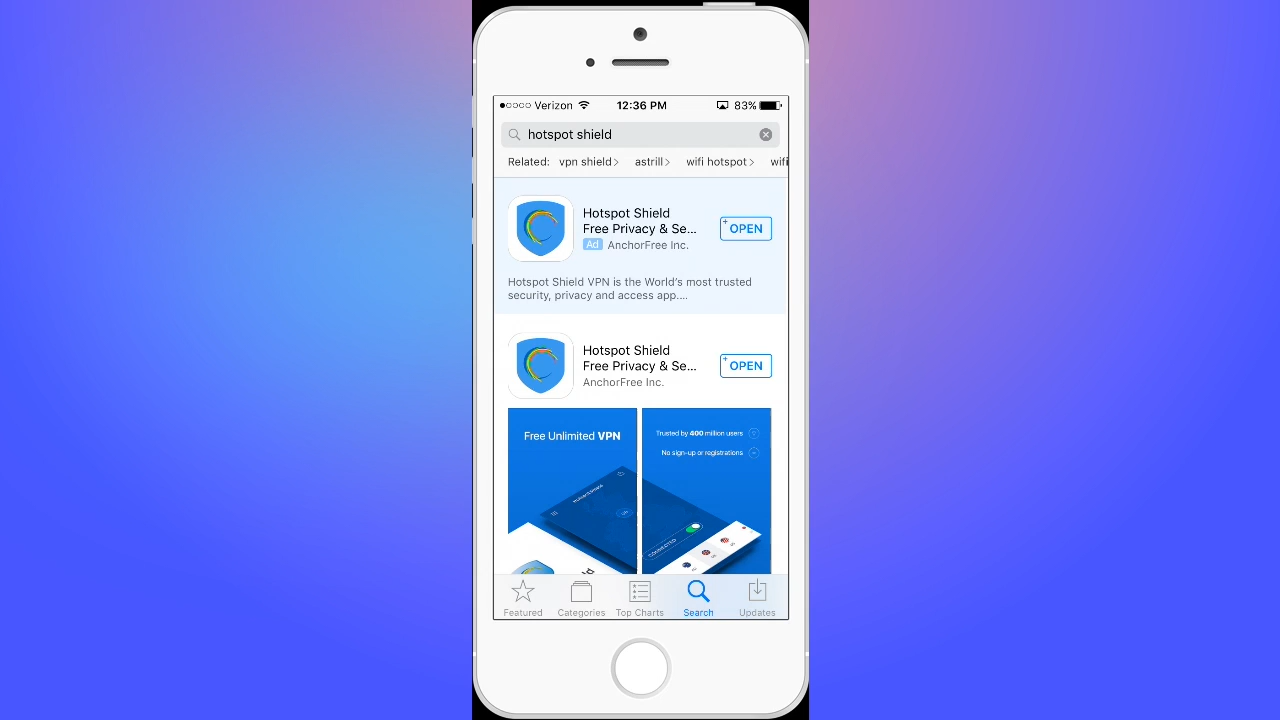 Verizon 12:36 PM 83%
hotspot shield
Related: vpn shield> astrill> wifi hotspot> wifi
Hotspot Shield
Free Privacy & Se...
Ad AnchorFree Inc.
+ OPEN
Hotspot Shield VPN is the World's most trusted
security, privacy and access app....
Hotspot Shield
Free Privacy & Se...
AnchorFree Inc.
+ OPEN
Free Unlimited VPN
Trusted by 400 million users
No sign-up or registrations
CONNECTED
Featured Categories Top Charts Search Updates